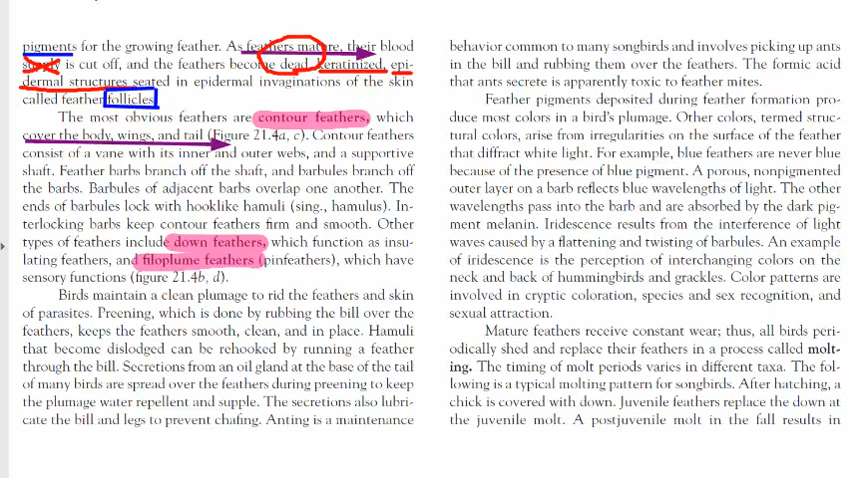 pigments for the growing feather. As feathers mature, their blood
supply is cut off, and the feathers become dead, keratinized, epi-
dermal structures seated in epidermal invaginations of the skin
called feather follicles.
The most obvious feathers are contour feathers, which
cover the body, wings, and tail (Figure 21.4a, c). Contour feathers
consist of a vane with its inner and outer webs, and a supportive
shaft. Feather barbs branch off the shaft, and barbules branch off
the barbs. Barbules of adjacent barbs overlap one another. The
ends of barbules lock with hooklike hamuli (sing., hamulus). In-
terlocking barbs keep contour feathers firm and smooth. Other
types of feathers include down feathers, which function as insu-
lating feathers, and filoplume feathers (pinfeathers), which have
sensory functions (figure 21.4b, d).
Birds maintain a clean plumage to rid the feathers and skin
of parasites. Preening, which is done by rubbing the bill over the
feathers, keeps the feathers smooth, clean, and in place. Hamuli
that become dislodged can be rehooked by running a feather
through the bill. Secretions from an oil gland at the base of the tail
of many birds are spread over the feathers during preening to keep
the plumage water repellent and supple. The secretions also lubri-
cate the bill and legs to prevent chafing. Anting is a maintenance
behavior common to many songbirds and involves picking up ants
in the bill and rubbing them over the feathers. The formic acid
that ants secrete is apparently toxic to feather mites.
Feather pigments deposited during feather formation pro-
duce most colors in a bird's plumage. Other colors, termed struc-
tural colors, arise from irregularities on the surface of the feather
that diffract white light. For example, blue feathers are never blue
because of the presence of blue pigment. A porous, nonpigmented
outer layer on a barb reflects blue wavelengths of light. The other
wavelengths pass into the barb and are absorbed by the dark pig-
ment melanin. Iridescence results from the interference of light
waves caused by a flattening and twisting of barbules. An example
of iridescence is the perception of interchanging colors on the
neck and back of hummingbirds and grackles. Color patterns are
involved in cryptic coloration, species and sex recognition, and
sexual attraction.
Mature feathers receive constant wear; thus, all birds peri-
odically shed and replace their feathers in a process called molt-
ing. The timing of molt periods varies in different taxa. The fol-
lowing is a typical molting pattern for songbirds. After hatching, a
chick is covered with down. Juvenile feathers replace the down at
the juvenile molt. A postjuvenile molt in the fall results in